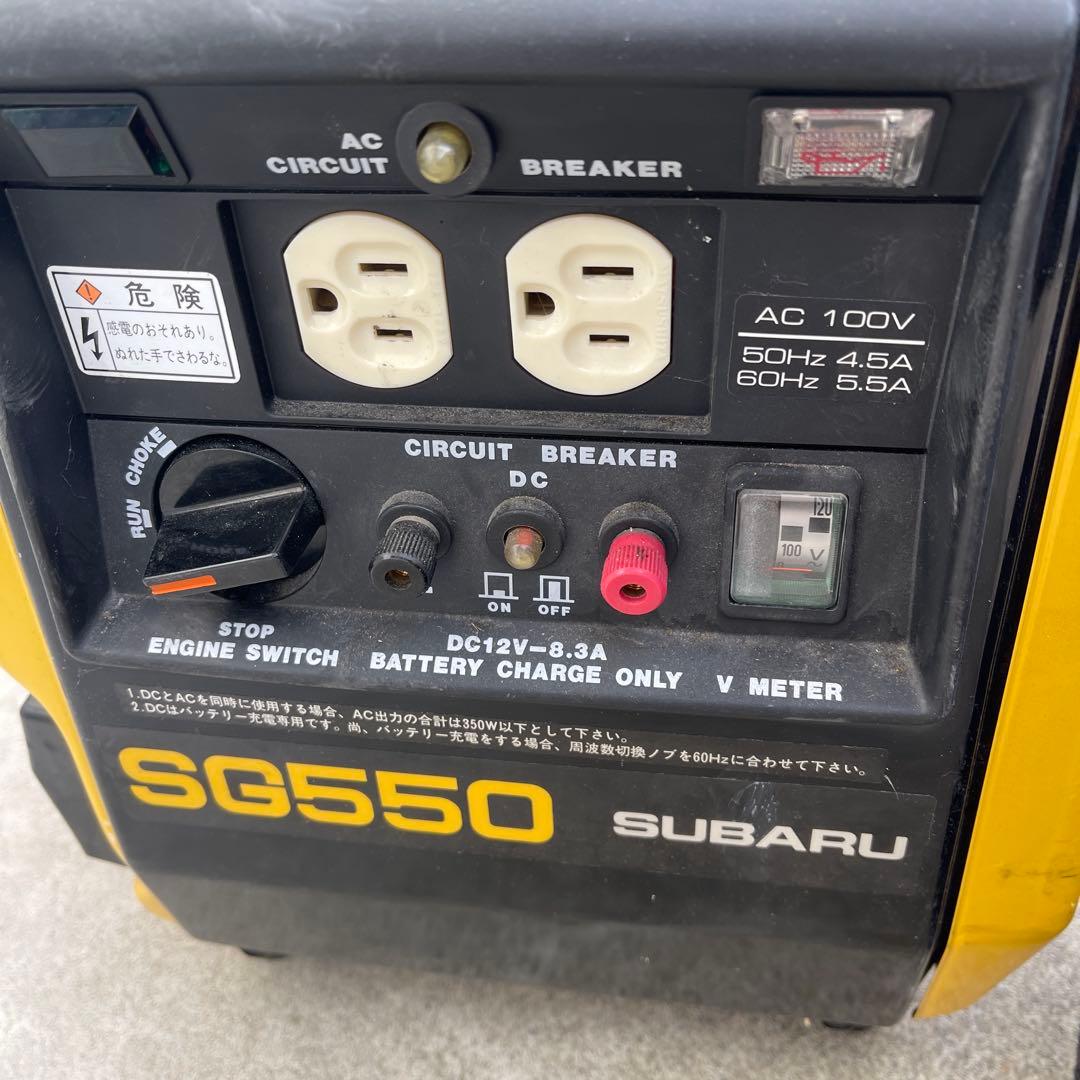 AC
CIRCUIT BREAKER
危険
感電のおそれあり。
ぬれた手でさわるな。
AC 100V
50Hz 4.5A
60Hz 5.5A
CIRCUIT BREAKER
DC
RUN CHOKE
120
100 V
~
ON OFF
STOP
ENGINE SWITCH
DC12V-8.3A
BATTERY CHARGE ONLY
V METER
1.DCとACを同時に使用する場合、AC出力の合計は350W以下として下さい。
2.DCはバッテリー充電専用です。尚、バッテリー充電をする場合、周波数切換ノブを60Hzに合わせて下さい。
SG550
SUBARU